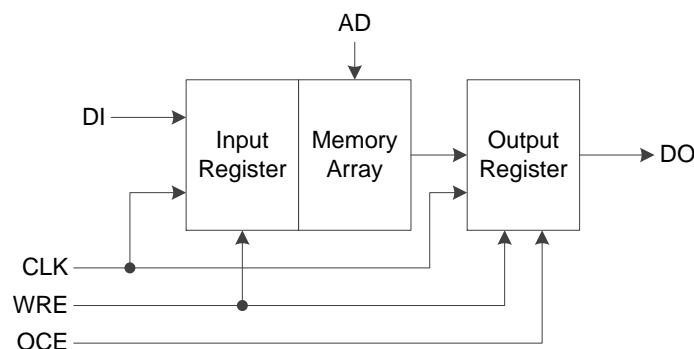 AD
DI
Input
Register
Memory
Array
Output
Register
DO
CLK
WRE
OCE